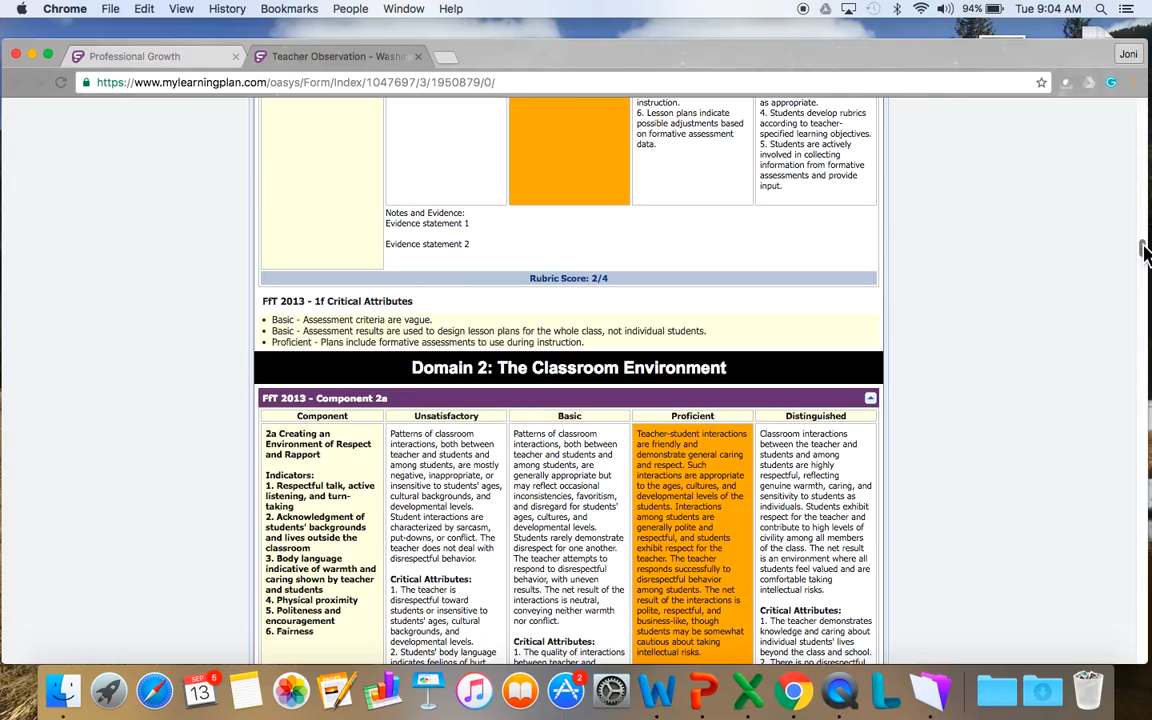 Chrome File Edit View History Bookmarks People Window Help
94% Tue 9:04 AM
Professional Growth
Teacher Observation - Washin
Joni
https://www.mylearningplan.com/oasys/Form/Index/1047697/3/1950879/0/
instruction.
6. Lesson plans indicate
possible adjustments based
on formative assessment
data.
as appropriate.
4. Students develop rubrics
according to teacher-
specified learning objectives.
5. Students are actively
involved in collecting
information from formative
assessments and provide
input.
Notes and Evidence:
Evidence statement 1
Evidence statement 2
Rubric Score: 2/4
FfT 2013 - 1f Critical Attributes
• Basic - Assessment criteria are vague.
• Basic - Assessment results are used to design lesson plans for the whole class, not individual students.
• Proficient - Plans include formative assessments to use during instruction.
Domain 2: The Classroom Environment
FfT 2013 - Component 2a
Component Unsatisfactory Basic Proficient Distinguished
2a Creating an
Environment of Respect
and Rapport
Indicators:
1. Respectful talk, active
listening, and turn-
taking
2. Acknowledgment of
students' backgrounds
and lives outside the
classroom
3. Body language
indicative of warmth and
caring shown by teacher
and students
4. Physical proximity
5. Politeness and
encouragement
6. Fairness
Patterns of classroom
interactions, both between
teacher and students and
among students, are mostly
negative, inappropriate, or
insensitive to students' ages,
cultural backgrounds, and
developmental levels.
Student interactions are
characterized by sarcasm,
put-downs, or conflict. The
teacher does not deal with
disrespectful behavior.
Critical Attributes:
1. The teacher is
disrespectful toward
students or insensitive to
students' ages, cultural
backgrounds, and
developmental levels.
2. Students' body language
indicates feelings of hurt,
Patterns of classroom
interactions, both between
teacher and students and
among students, are
generally appropriate but
may reflect occasional
inconsistencies, favoritism,
and disregard for students'
ages, cultures, and
developmental levels.
Students rarely demonstrate
disrespect for one another.
The teacher attempts to
respond to disrespectful
behavior, with uneven
results. The net result of the
interactions is neutral,
conveying neither warmth
nor conflict.
Critical Attributes:
1. The quality of interactions
between teacher and
Teacher-student interactions
are friendly and
demonstrate general caring
and respect. Such
interactions are appropriate
to the ages, cultures, and
developmental levels of the
students. Interactions
among students are
generally polite and
respectful, and students
exhibit respect for the
teacher. The teacher
responds successfully to
disrespectful behavior
among students. The net
result of the interactions is
polite, respectful, and
business-like, though
students may be somewhat
cautious about taking
intellectual risks.
Classroom interactions
between the teacher and
students and among
students are highly
respectful, reflecting
genuine warmth, caring, and
sensitivity to students as
individuals. Students exhibit
respect for the teacher and
contribute to high levels of
civility among all members
of the class. The net result
is an environment where all
students feel valued and are
comfortable taking
intellectual risks.
Critical Attributes:
1. The teacher demonstrates
knowledge and caring about
individual students' lives
beyond the class and school.
2. There is no disrespectful
SEP
13
6
2